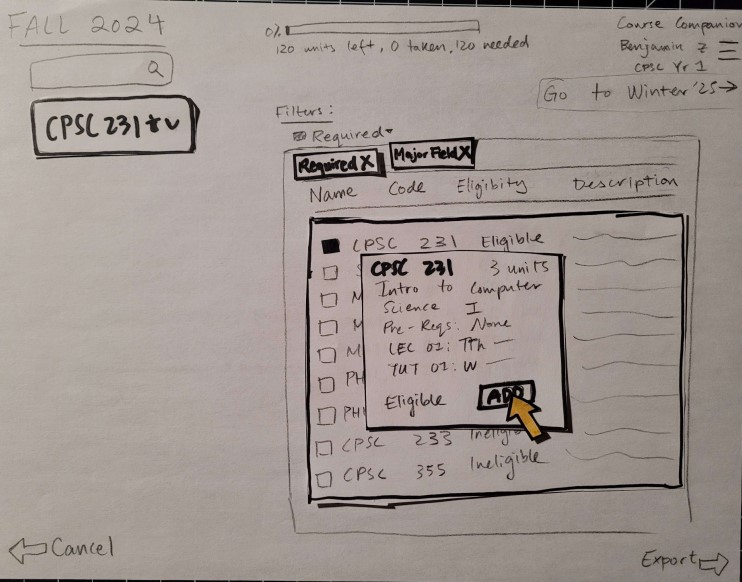 FALL 2024
CPSC 231
0%
120 units left, 0 taken, 120 needed
Course Companion
Benjamin Z
CPSC Yr 1
Go to Winter '25
Filters:
Required
Required X Major Field X
Name Code Eligibity Description
CPSC 231 Eligible
S
M
M
M
PH
PH
CPSC 233 Ineligi
CPSC 355 Ineligible
CPSC 231 3 units
Intro to Computer
Science I
Pre-Reqs: None
LEC 01: TTh
TUT 01: W
Eligible ADD
Cancel
Export